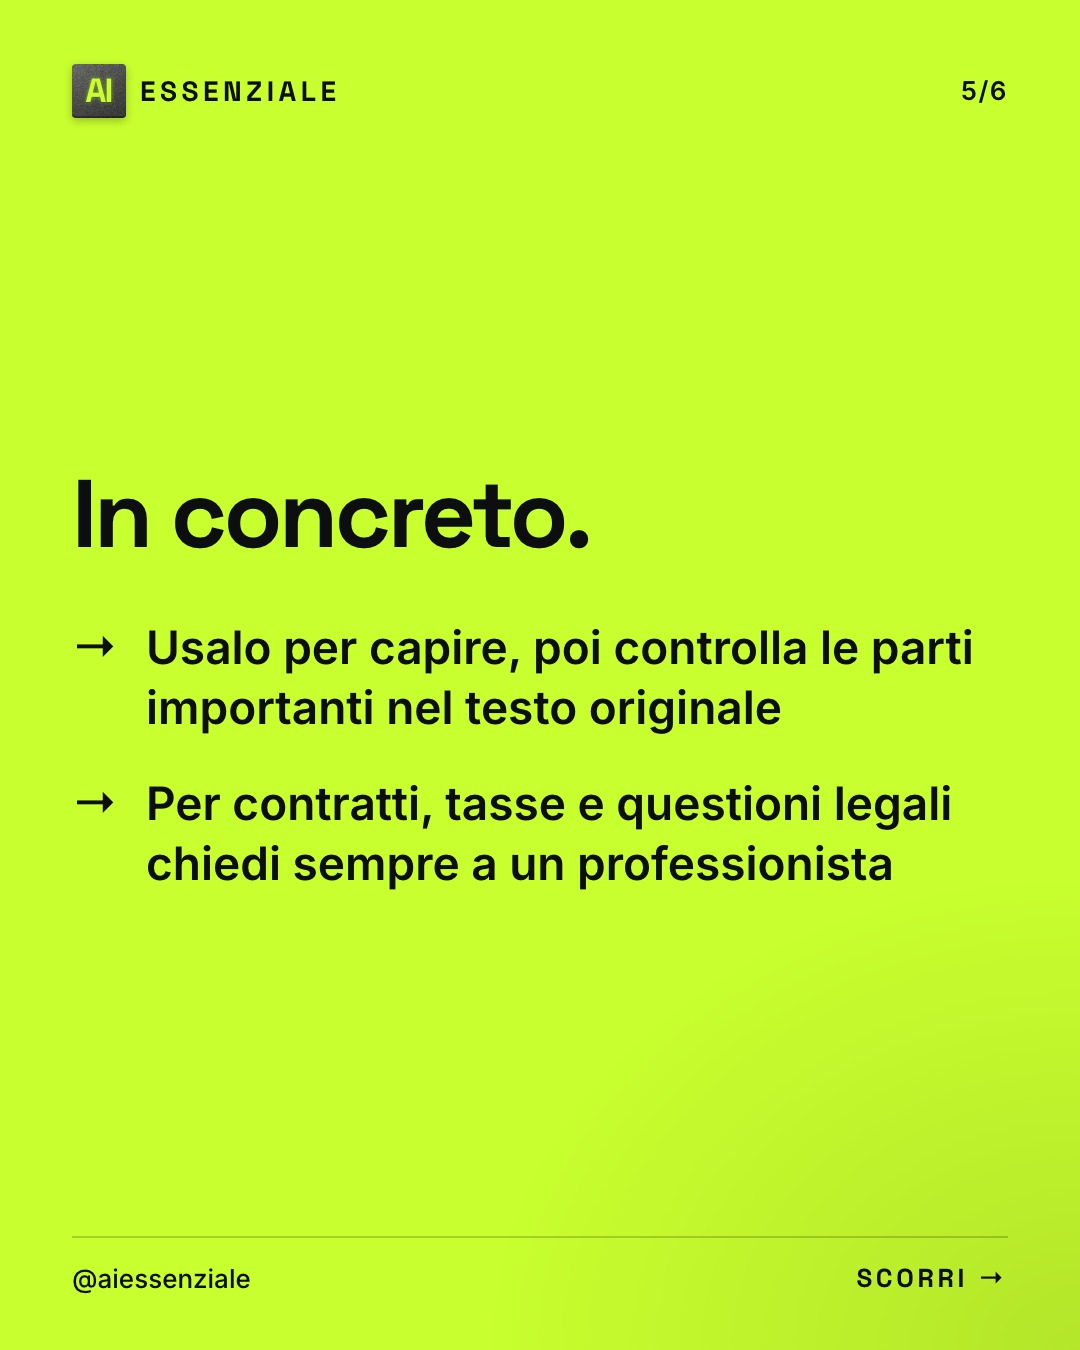 AI ESSENZIALE
5/6
In concreto.
→ Usalo per capire, poi controlla le parti
importanti nel testo originale
→ Per contratti, tasse e questioni legali
chiedi sempre a un professionista
@aiessenziale
SCORRI →